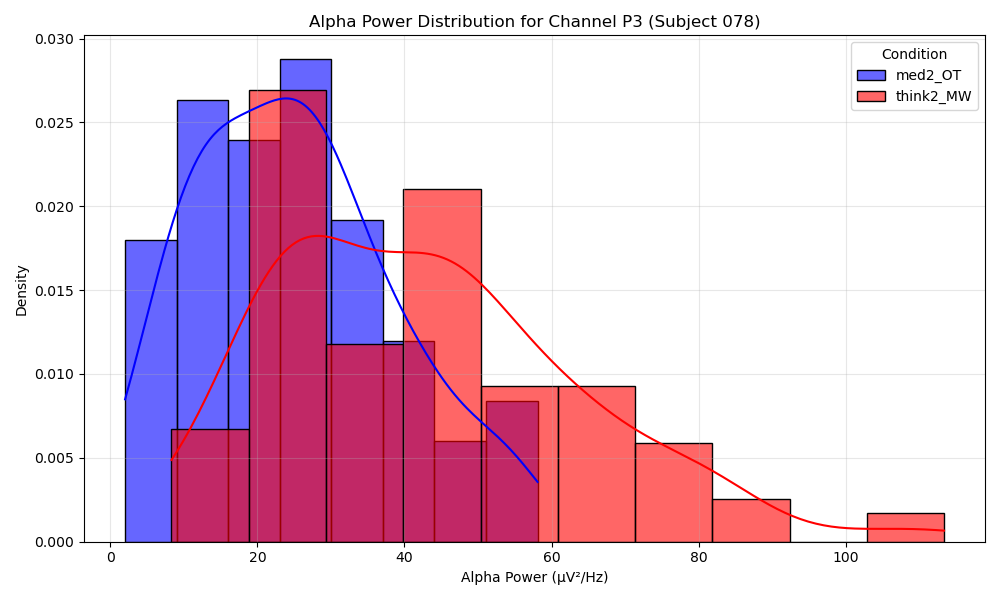 Alpha Power Distribution for Channel P3 (Subject 078)
Condition
med2_OT
think2_MW
Density
0.030
0.025
0.020
0.015
0.010
0.005
0.000
0
20
40
60
80
100
Alpha Power (μV²/Hz)